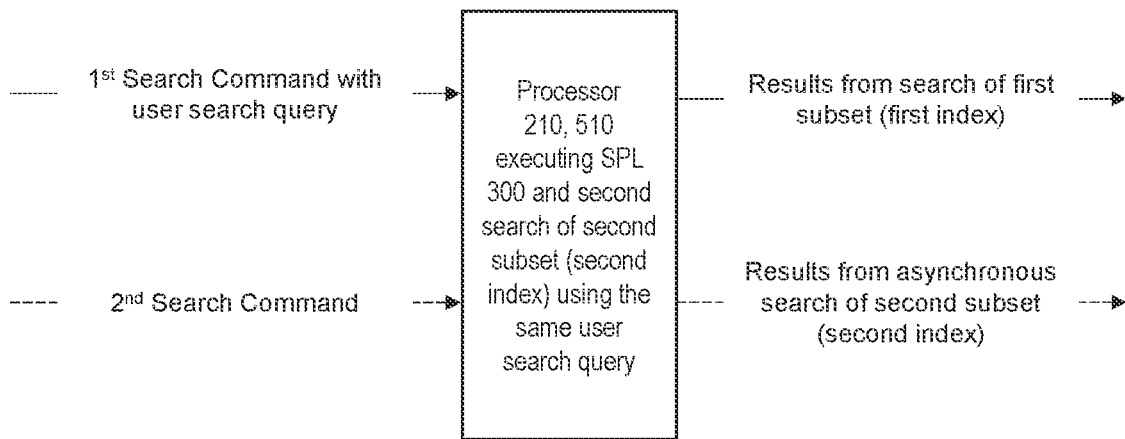 1st Search Command with
user search query
Processor
210, 510
executing SPL
300 and second
search of second
subset (second
index) using the
same user
search query
Results from search of first
subset (first index)
2nd Search Command
Results from asynchronous
search of second subset
(second index)